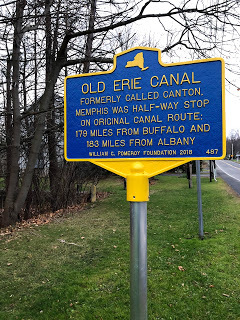 OLD ERIE CANAL
FORMERLY CALLED CANTON,
MEMPHIS WAS HALF-WAY STOP
ON ORIGINAL CANAL ROUTE;
179 MILES FROM BUFFALO AND
183 MILES FROM ALBANY
WILLIAM G. POMEROY FOUNDATION 2018 487